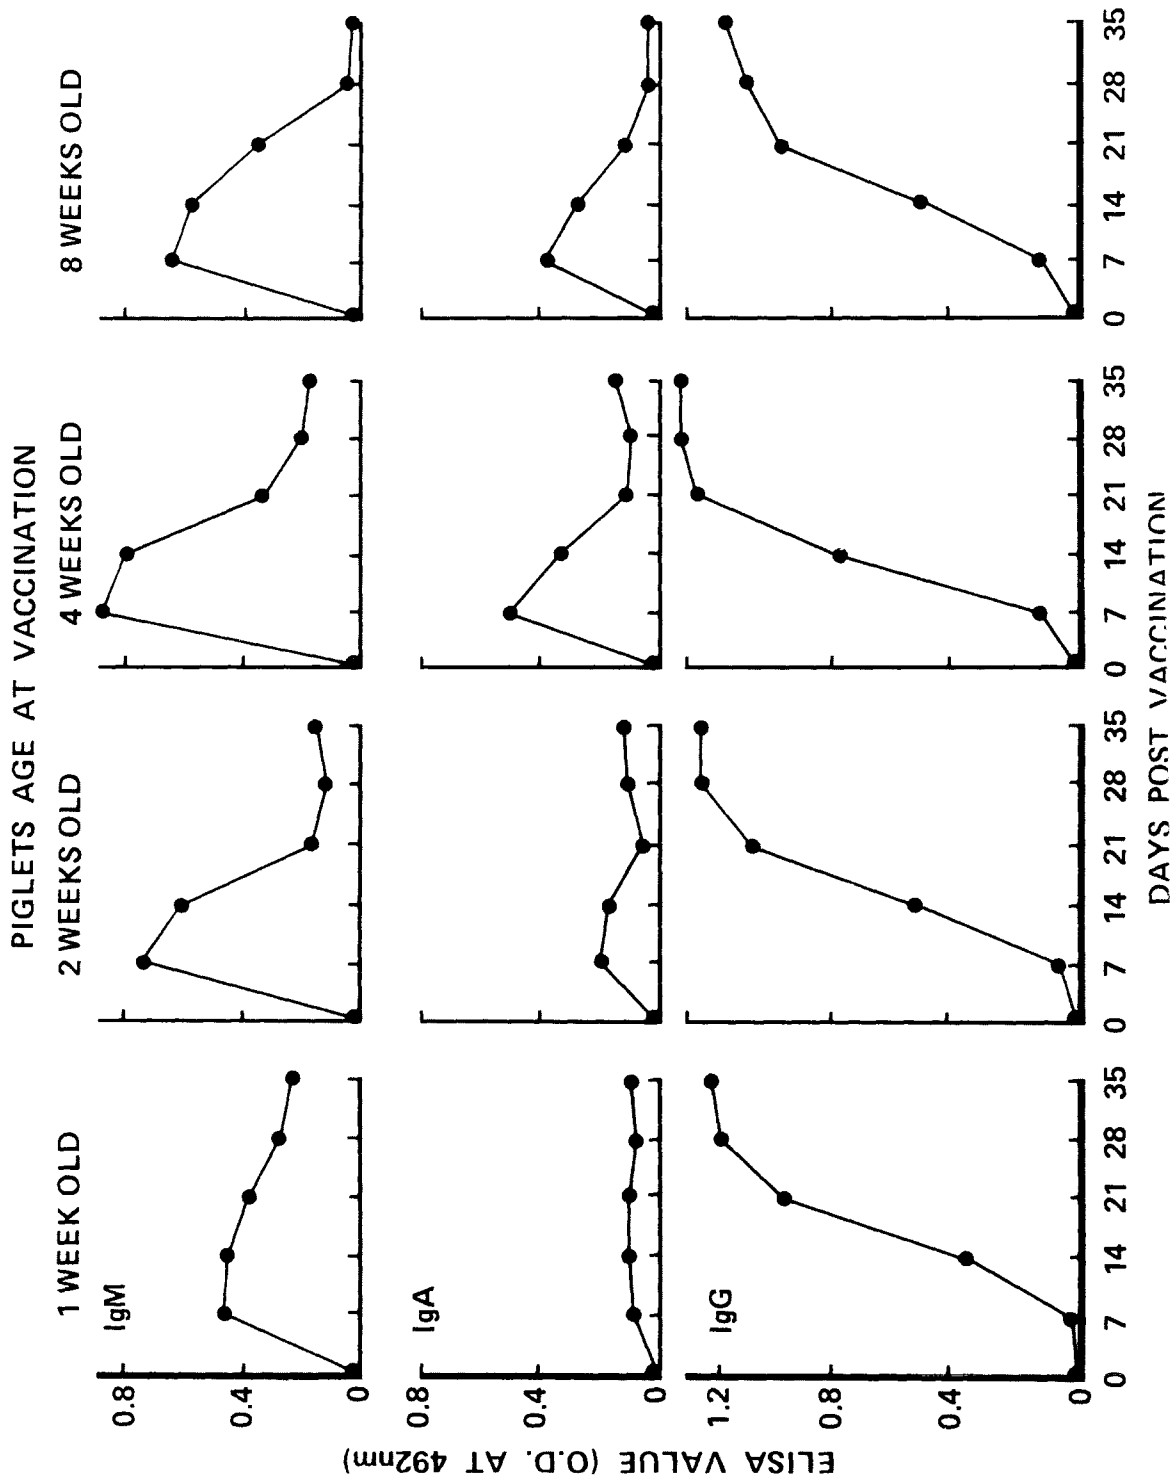 PIGLETS AGE AT VACCINATION
1 WEEK OLD 2 WEEKS OLD 4 WEEKS OLD 8 WEEKS OLD
IgM
0.8
0.4
0
IgA
0.8
0.4
0
IgG
1.2
0.8
0.4
0
0 7 14 21 28 35 0 7 14 21 28 35 0 7 14 21 28 35 0 7 14 21 28 35
DAYS POST VACCINATION
ELISA VALUE (O.D. AT 492nm)